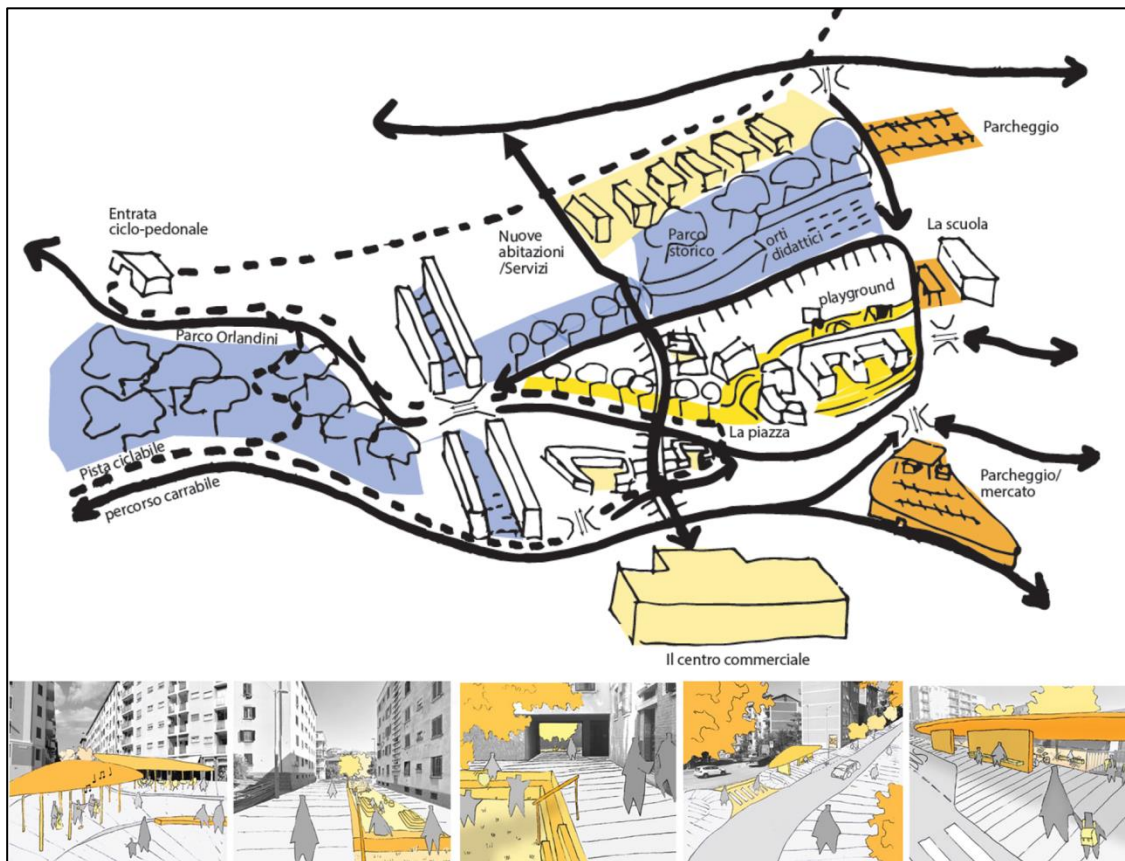 Parcheggio
Entrata
ciclo-pedonale
Nuove
abitazioni
/Servizi
Parco
storico
orti
didattici
La scuola
playground
Parco Orlandini
La piazza
Pista ciclabile
percorso carrabile
Parcheggio/
mercato
Il centro commerciale